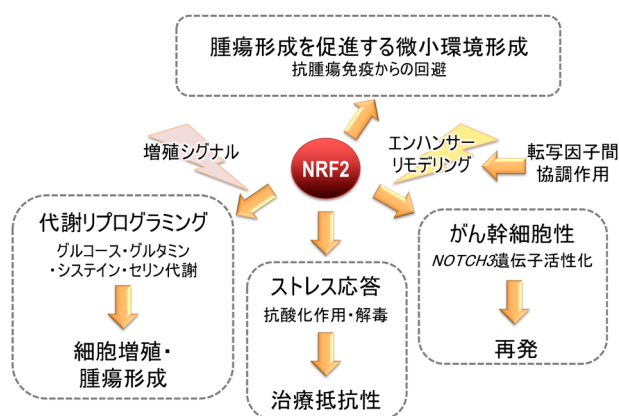 腫瘍形成を促進する微小環境形成
抗腫瘍免疫からの回避
増殖シグナル
NRF2
エンハンサー
リモデリング
転写因子間
協調作用
代謝リプログラミング
グルコース・グルタミン
・システイン・セリン代謝
細胞増殖・
腫瘍形成
ストレス応答
抗酸化作用・解毒
治療抵抗性
がん幹細胞性
NOTCH3遺伝子活性化
再発